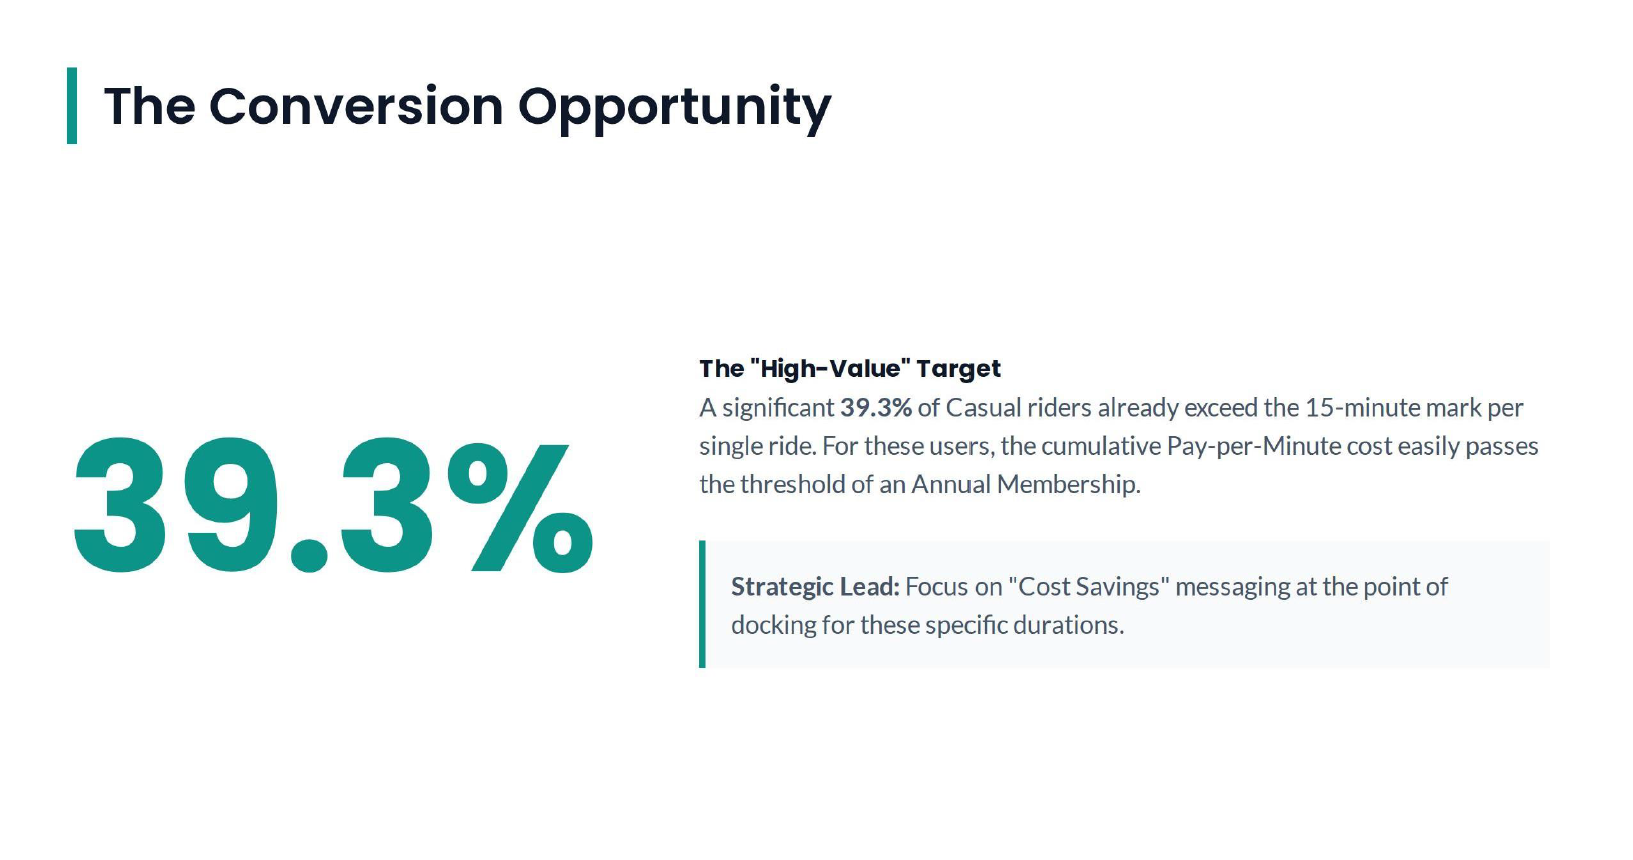 The Conversion Opportunity
39.3%
The "High-Value" Target
A significant 39.3% of Casual riders already exceed the 15-minute mark per
single ride. For these users, the cumulative Pay-per-Minute cost easily passes
the threshold of an Annual Membership.
Strategic Lead: Focus on "Cost Savings" messaging at the point of
docking for these specific durations.